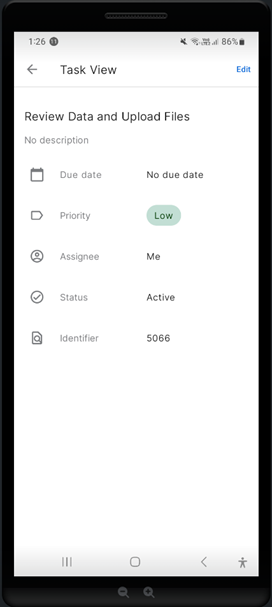 1:26 86%
Task View Edit
Review Data and Upload Files
No description
Due date No due date
Priority Low
Assignee Me
Status Active
Identifier 5066